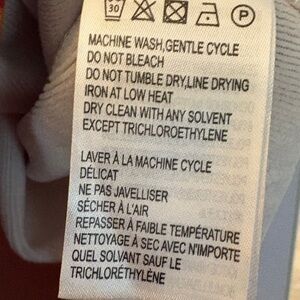 30 P
MACHINE WASH,GENTLE CYCLE
DO NOT BLEACH
DO NOT TUMBLE DRY,LINE DRYING
IRON AT LOW HEAT
DRY CLEAN WITH ANY SOLVENT
EXCEPT TRICHLOROETHYLENE
LAVER À LA MACHINE CYCLE
DÉLICAT
NE PAS JAVELLISER
SÉCHER À L'AIR
REPASSER À FAIBLE TEMPÉRATURE
NETTOYAGE À SEC AVEC N'IMPORTE
QUEL SOLVANT SAUF LE
TRICHLORÉTHYLÈNE